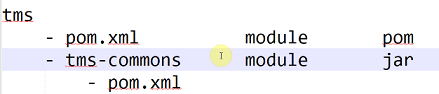 tms
- pom.xml module pom
- tms-commons module jar
- pom.xml